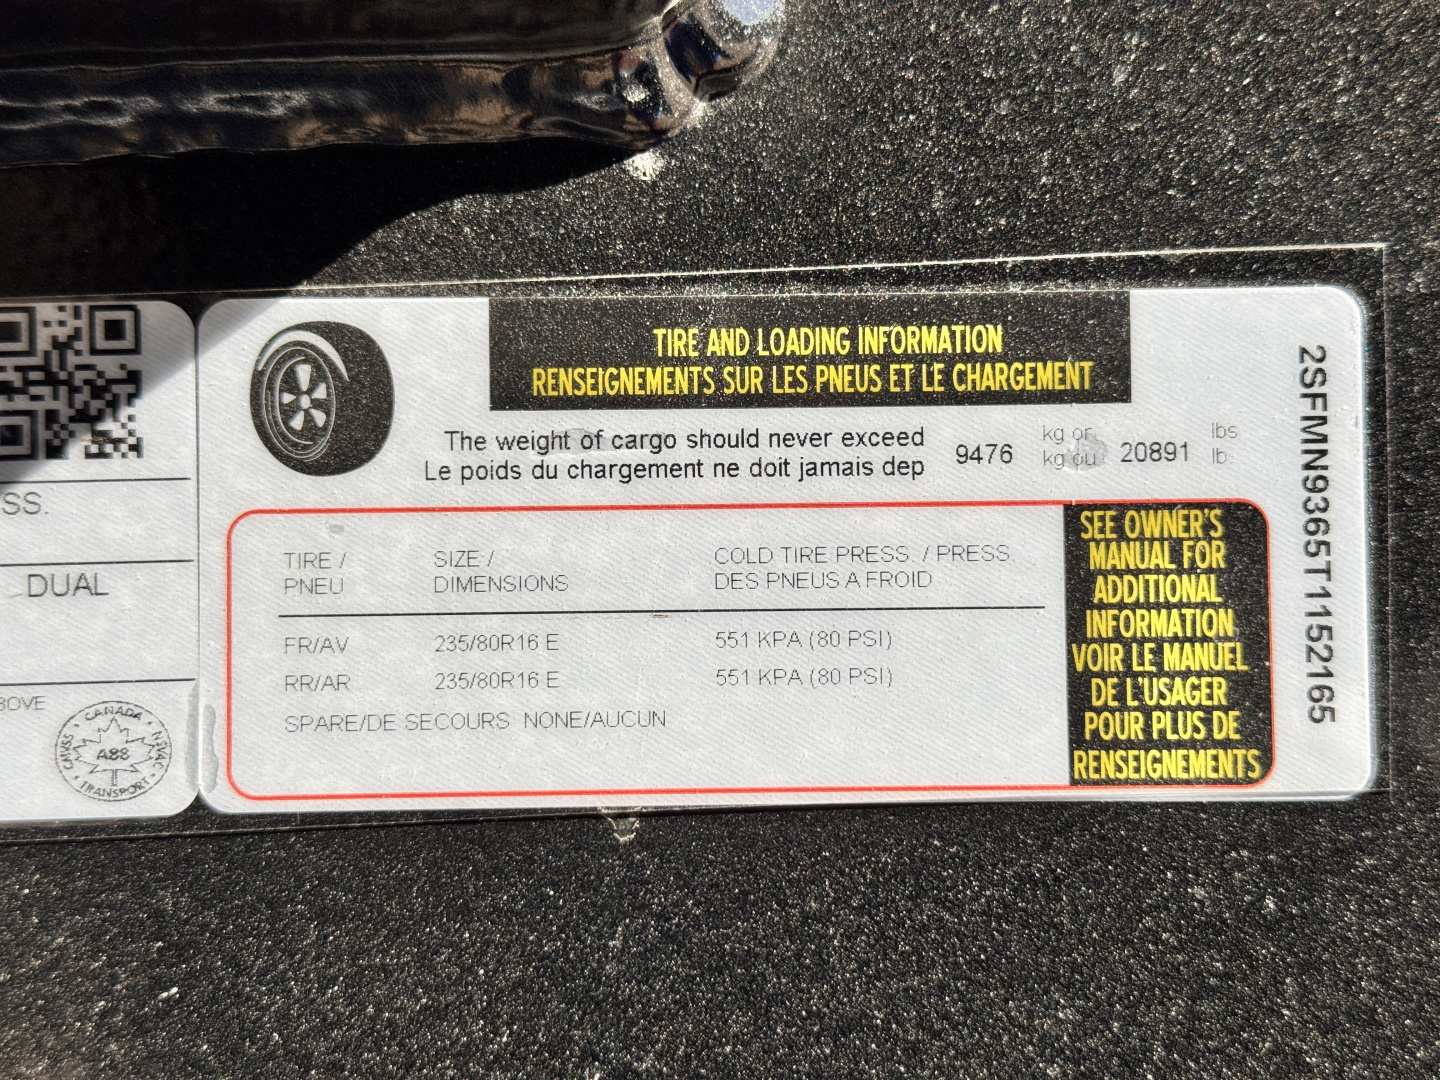 SS.
DUAL
BOVE
CANADA
CMVSS
A88
NSVAC
TRANSPORT
TIRE AND LOADING INFORMATION
RENSEIGNEMENTS SUR LES PNEUS ET LE CHARGEMENT
The weight of cargo should never exceed 9476 kg or 20891 lbs
Le poids du chargement ne doit jamais dep kg ou lb.
TIRE / SIZE / COLD TIRE PRESS. / PRESS.
PNEU DIMENSIONS DES PNEUS A FROID
FR/AV 235/80R16 E 551 KPA (80 PSI)
RR/AR 235/80R16 E 551 KPA (80 PSI)
SPARE/DE SECOURS NONE/AUCUN
SEE OWNER'S
MANUAL FOR
ADDITIONAL
INFORMATION
VOIR LE MANUEL
DE L'USAGER
POUR PLUS DE
RENSEIGNEMENTS
2SFMN9365T1152165